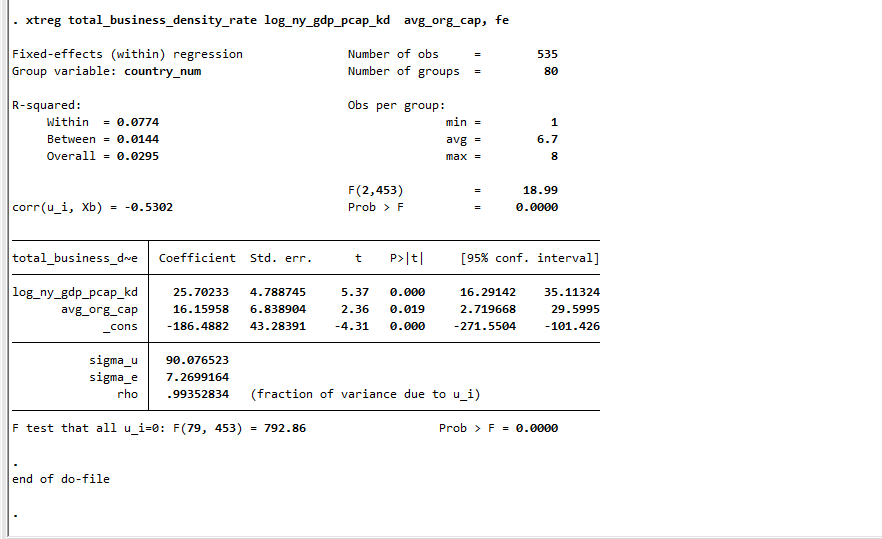 . xtreg total_business_density_rate log_ny_gdp_pcap_kd  avg_org_cap, fe
Fixed-effects (within) regression               Number of obs     =        535
Group variable: country_num                     Number of groups  =         80
R-squared:                                      Obs per group:
     Within  = 0.0774                                         min =          1
     Between = 0.0144                                         avg =        6.7
     Overall = 0.0295                                         max =          8
                                                F(2,453)          =      18.99
corr(u_i, Xb) = -0.5302                         Prob > F          =     0.0000
total_business_d~e | Coefficient  Std. err.      t    P>|t|     [95% conf. interval]
log_ny_gdp_pcap_kd |   25.70233   4.788745     5.37   0.000     16.29142    35.11324
avg_org_cap |   16.15958   6.838904     2.36   0.019     2.719668     29.5995
_cons |  -186.4882   43.28391    -4.31   0.000    -271.5504    -101.426
sigma_u |  90.076523
sigma_e |  7.2699164
rho |  .99352834   (fraction of variance due to u_i)
F test that all u_i=0: F(79, 453) = 792.86                   Prob > F = 0.0000
.
end of do-file
.